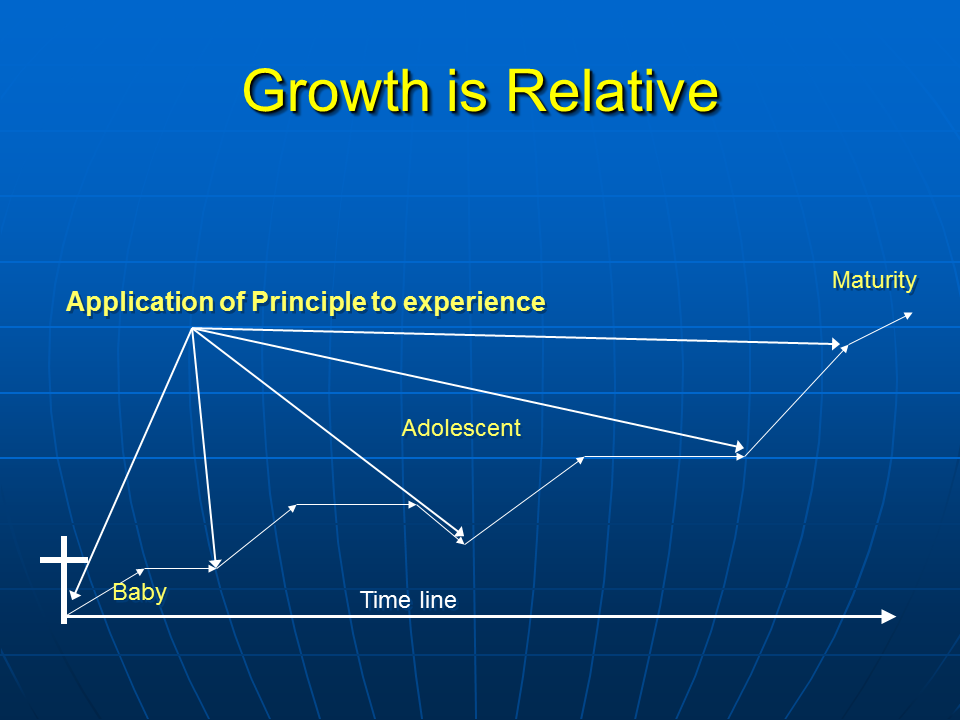 Growth is Relative
Maturity
Application of Principle to experience
Adolescent
Baby
Time line